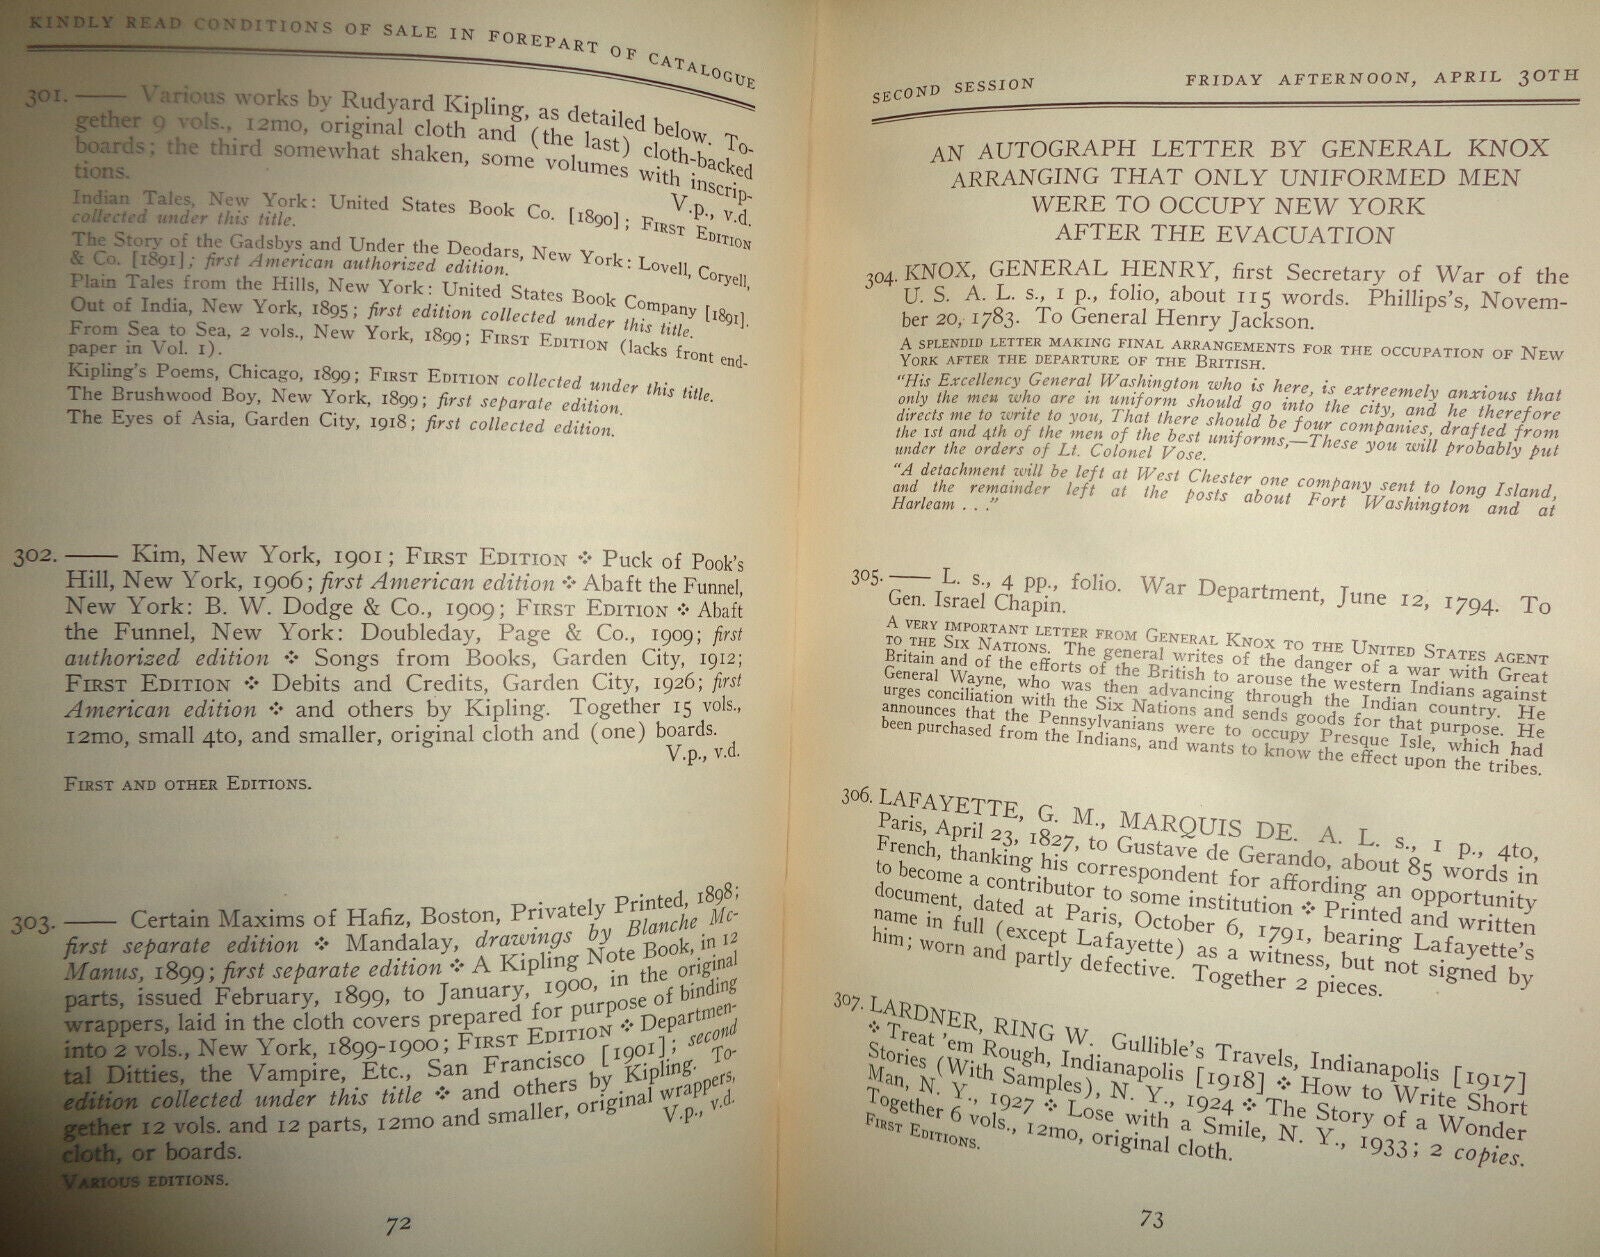 KINDLY READ CONDITIONS OF SALE IN FOREPART OF CATALOGUE
301. —— Various works by Rudyard Kipling, as detailed below. To-
gether 9 vols., 12mo, original cloth and (the last) cloth-backed
boards; the third somewhat shaken, some volumes with inscrip-
tions.
V.p., v.d.
Indian Tales, New York: United States Book Co. [1890]; FIRST EDITION
collected under this title.
The Story of the Gadsbys and Under the Deodars, New York: Lovell, Coryell,
& Co. [1891]; first American authorized edition.
Plain Tales from the Hills, New York: United States Book Company [1891].
Out of India, New York, 1895; first edition collected under this title.
From Sea to Sea, 2 vols., New York, 1899; FIRST EDITION (lacks front end-
paper in Vol. 1).
Kipling's Poems, Chicago, 1899; FIRST EDITION collected under this title.
The Brushwood Boy, New York, 1899; first separate edition.
The Eyes of Asia, Garden City, 1918; first collected edition.
302. —— Kim, New York, 1901; FIRST EDITION ⁘ Puck of Pook's
Hill, New York, 1906; first American edition ⁘ Abaft the Funnel,
New York: B. W. Dodge & Co., 1909; FIRST EDITION ⁘ Abaft
the Funnel, New York: Doubleday, Page & Co., 1909; first
authorized edition ⁘ Songs from Books, Garden City, 1912;
FIRST EDITION ⁘ Debits and Credits, Garden City, 1926; first
American edition ⁘ and others by Kipling. Together 15 vols.,
12mo, small 4to, and smaller, original cloth and (one) boards.
V.p., v.d.
FIRST AND OTHER EDITIONS.
303. —— Certain Maxims of Hafiz, Boston, Privately Printed, 1898;
first separate edition ⁘ Mandalay, drawings by Blanche Mc-
Manus, 1899; first separate edition ⁘ A Kipling Note Book, in 12
parts, issued February, 1899, to January, 1900, in the original
wrappers, laid in the cloth covers prepared for purpose of binding
into 2 vols., New York, 1899-1900; FIRST EDITION ⁘ Departmen-
tal Ditties, the Vampire, Etc., San Francisco [1901]; second
edition collected under this title ⁘ and others by Kipling. To-
gether 12 vols. and 12 parts, 12mo and smaller, original wrappers,
cloth, or boards.
V.p., v.d.
VARIOUS EDITIONS.
72
SECOND SESSION FRIDAY AFTERNOON, APRIL 30TH
AN AUTOGRAPH LETTER BY GENERAL KNOX
ARRANGING THAT ONLY UNIFORMED MEN
WERE TO OCCUPY NEW YORK
AFTER THE EVACUATION
304. KNOX, GENERAL HENRY, first Secretary of War of the
U. S. A. L. s., 1 p., folio, about 115 words. Phillips's, Novem-
ber 20, 1783. To General Henry Jackson.
A SPLENDID LETTER MAKING FINAL ARRANGEMENTS FOR THE OCCUPATION OF NEW
YORK AFTER THE DEPARTURE OF THE BRITISH.
"His Excellency General Washington who is here, is extreemely anxious that
only the men who are in uniform should go into the city, and he therefore
directs me to write to you, That there should be four companies, drafted from
the 1st and 4th of the men of the best uniforms,—These you will probably put
under the orders of Lt. Colonel Vose.
"A detachment will be left at West Chester one company sent to long Island,
and the remainder left at the posts about Fort Washington and at
Harleam . . ."
305. —— L. s., 4 pp., folio. War Department, June 12, 1794. To
Gen. Israel Chapin.
A VERY IMPORTANT LETTER FROM GENERAL KNOX TO THE UNITED STATES AGENT
TO THE SIX NATIONS. The general writes of the danger of a war with Great
Britain and of the efforts of the British to arouse the western Indians against
General Wayne, who was then advancing through the Indian country. He
urges conciliation with the Six Nations and sends goods for that purpose. He
announces that the Pennsylvanians were to occupy Presque Isle, which had
been purchased from the Indians, and wants to know the effect upon the tribes.
306. LAFAYETTE, G. M., MARQUIS DE. A. L. s., 1 p., 4to,
Paris, April 23, 1827, to Gustave de Gerando, about 85 words in
French, thanking his correspondent for affording an opportunity
to become a contributor to some institution ⁘ Printed and written
document, dated at Paris, October 6, 1791, bearing Lafayette's
name in full (except Lafayette) as a witness, but not signed by
him; worn and partly defective. Together 2 pieces.
307. LARDNER, RING W. Gullible's Travels, Indianapolis [1917]
⁘ Treat 'em Rough, Indianapolis [1918] ⁘ How to Write Short
Stories (With Samples), N. Y., 1924 ⁘ The Story of a Wonder
Man, N. Y., 1927 ⁘ Lose with a Smile, N. Y., 1933; 2 copies.
Together 6 vols., 12mo, original cloth.
FIRST EDITIONS.
73